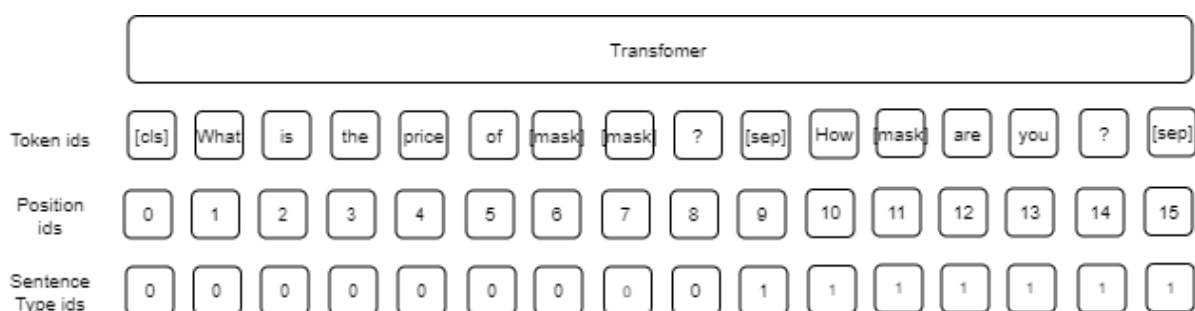 Transfomer
Token ids [cls] What is the price of [mask] [mask] ? [sep] How [mask] are you ? [sep]
Position
ids
0 1 2 3 4 5 6 7 8 9 10 11 12 13 14 15
Sentence
Type ids
0 0 0 0 0 0 0 0 0 1 1 1 1 1 1 1